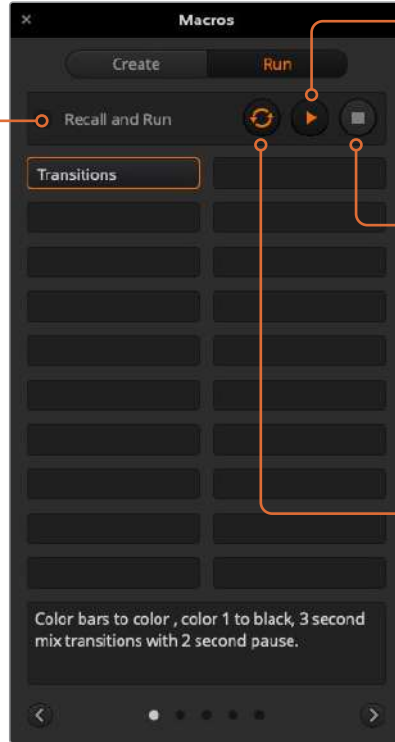 Macros
Create Run
Recall and Run
Transitions
Color bars to color , color 1 to black, 3 second
mix transitions with 2 second pause.